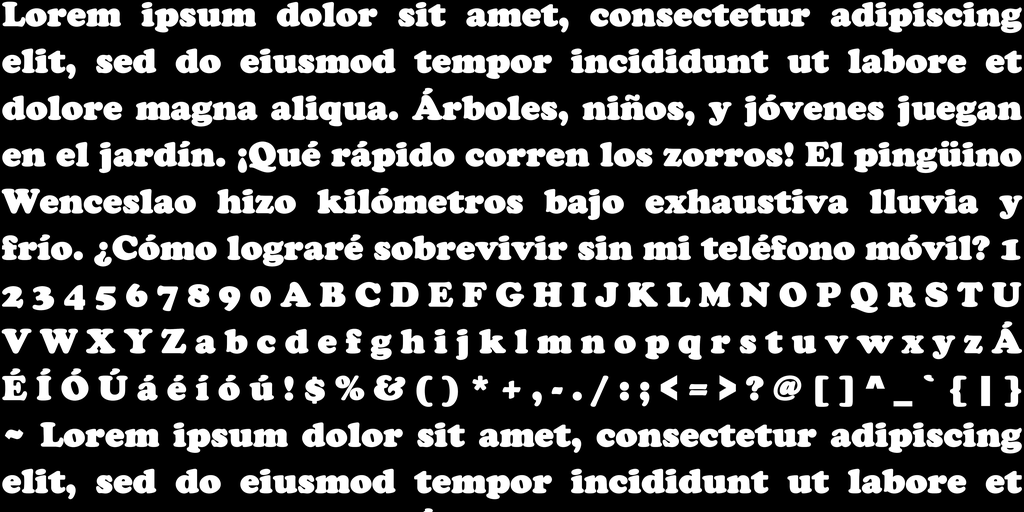 Lorem ipsum dolor sit amet, consectetur adipiscing
elit, sed do eiusmod tempor incididunt ut labore et
dolore magna aliqua. Árboles, niños, y jóvenes juegan
en el jardín. ¡Qué rápido corren los zorros! El pingüino
Wenceslao hizo kilómetros bajo exhaustiva lluvia y
frío. ¿Cómo lograré sobrevivir sin mi teléfono móvil? 1
2 3 4 5 6 7 8 9 0 A B C D E F G H I J K L M N O P Q R S T U
V W X Y Z a b c d e f g h i j k l m n o p q r s t u v w x y z Á
É Í Ó Ú á é í ó ú ! $ % & ( ) * + , - . / : ; < = > ? @ [ ] ^ _ ` { | }
~ Lorem ipsum dolor sit amet, consectetur adipiscing
elit, sed do eiusmod tempor incididunt ut labore et